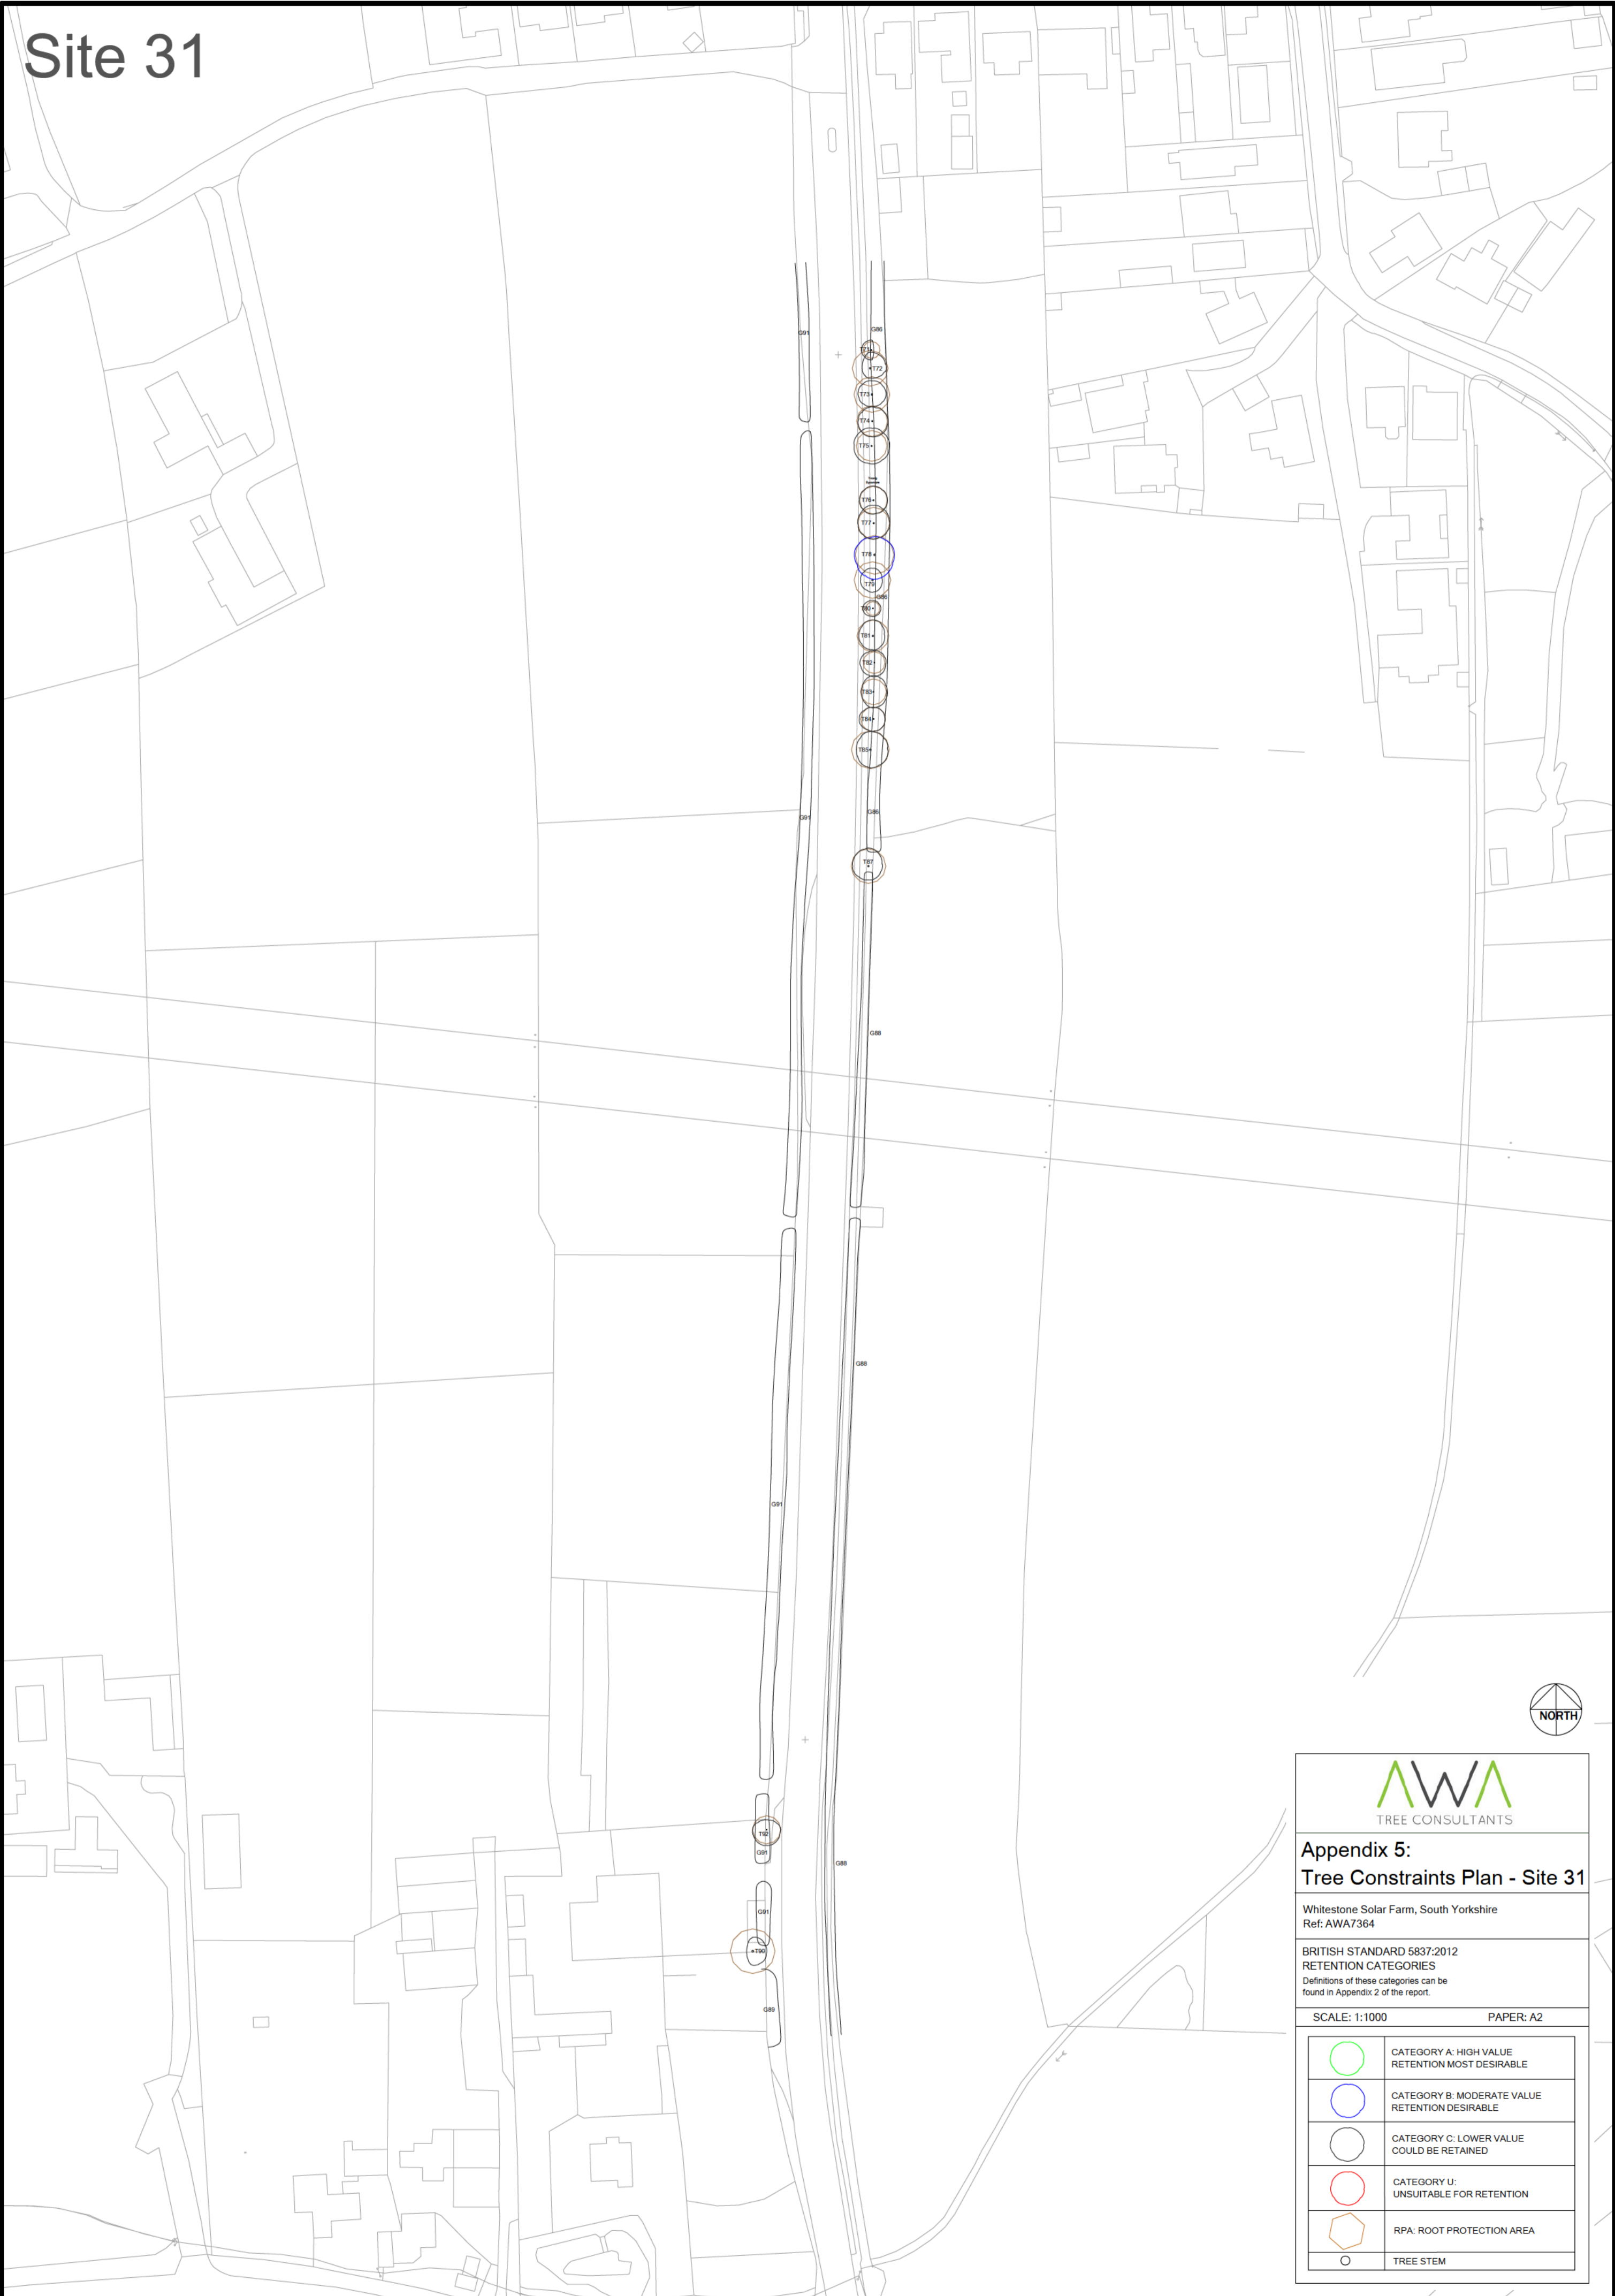 Site 31
G91
G86
T71
T72
T73
T74
T75
T76
T77
T78
T79
G86
T80
T81
T82
T83
T84
T85
G91
G86
T87
G88
G88
G91
T92
G91
G88
G91
T90
G89
NORTH
AWA
TREE CONSULTANTS
Appendix 5:
Tree Constraints Plan - Site 31
Whitestone Solar Farm, South Yorkshire
Ref: AWA7364
BRITISH STANDARD 5837:2012
RETENTION CATEGORIES
Definitions of these categories can be
found in Appendix 2 of the report.
SCALE: 1:1000 PAPER: A2
CATEGORY A: HIGH VALUE
RETENTION MOST DESIRABLE
CATEGORY B: MODERATE VALUE
RETENTION DESIRABLE
CATEGORY C: LOWER VALUE
COULD BE RETAINED
CATEGORY U:
UNSUITABLE FOR RETENTION
RPA: ROOT PROTECTION AREA
TREE STEM